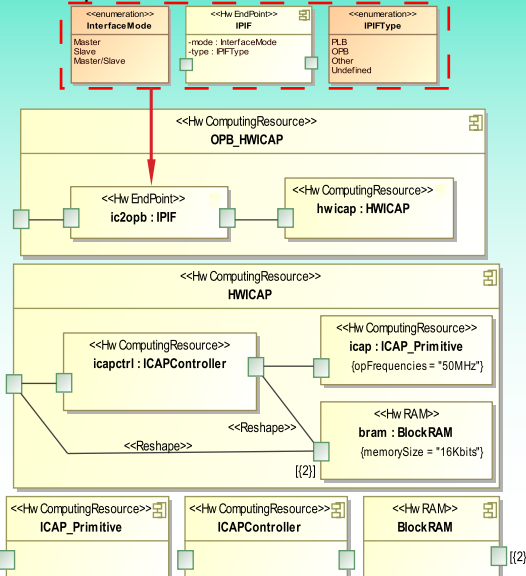 <<enumeration>>
InterfaceMode
Master
Slave
Master/Slave
<<Hw EndPoint>>
IPIF
-mode : InterfaceMode
-type : IPIFType
<<enumeration>>
IPIFType
PLB
OPB
Other
Undefined
<<Hw ComputingResource>>
OPB_HWICAP
<<Hw EndPoint>>
ic2opb : IPIF
<<Hw ComputingResource>>
hwicap : HWICAP
<<Hw ComputingResource>>
HWICAP
<<Hw ComputingResource>>
icapctrl : ICAPController
<<Hw ComputingResource>>
icap : ICAP_Primitive
{opFrequencies = "50MHz"}
<<Hw RAM>>
bram : BlockRAM
{memorySize = "16Kbits"}
<<Reshape>>
<<Reshape>>
[{2}]
<<Hw ComputingResource>>
ICAP_Primitive
<<Hw ComputingResource>>
ICAPController
<<Hw RAM>>
BlockRAM
[{2}